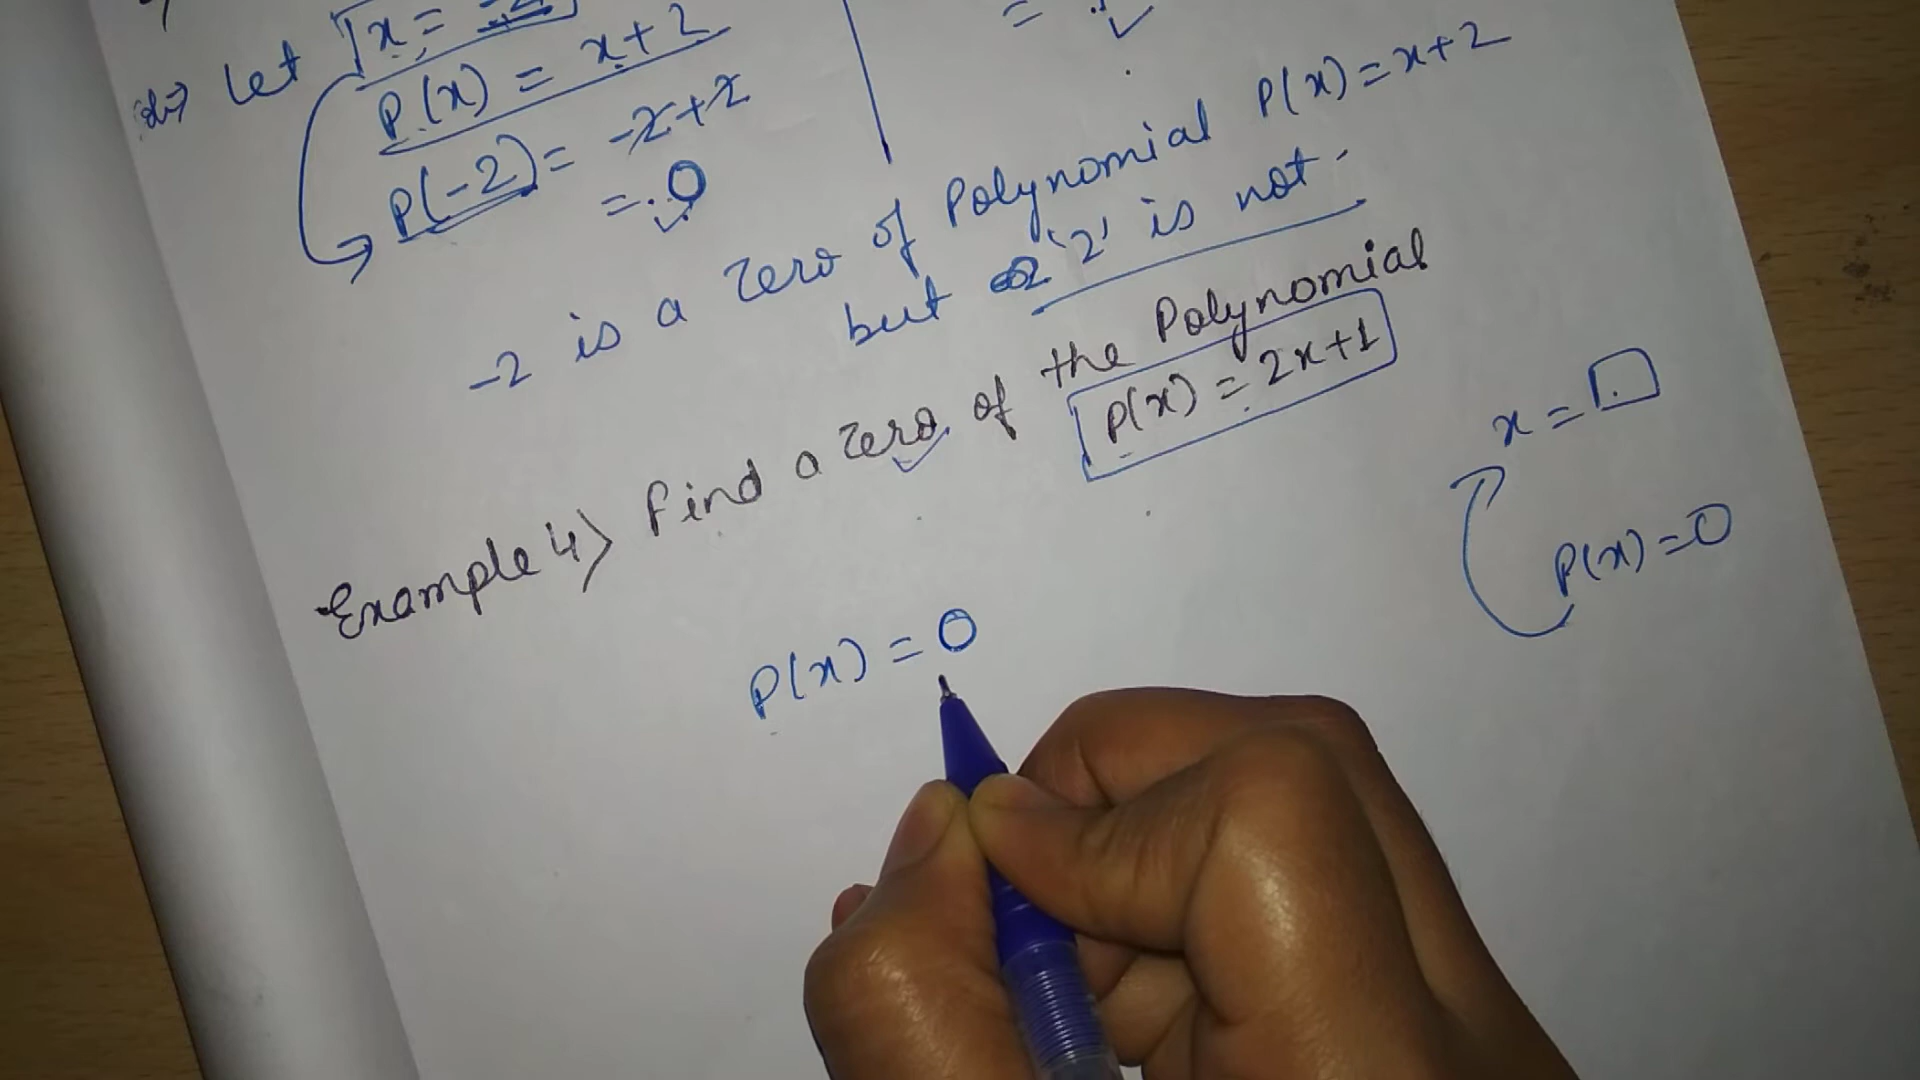 Let x = -2
P(x) = x+2
P(-2) = -2+2
= 0
-2 is a zero of Polynomial P(x) = x+2
but '2' is not.
Example 4) Find a zero of the Polynomial
P(x) = 2x+1
x =
P(x) = 0
P(x) = 0